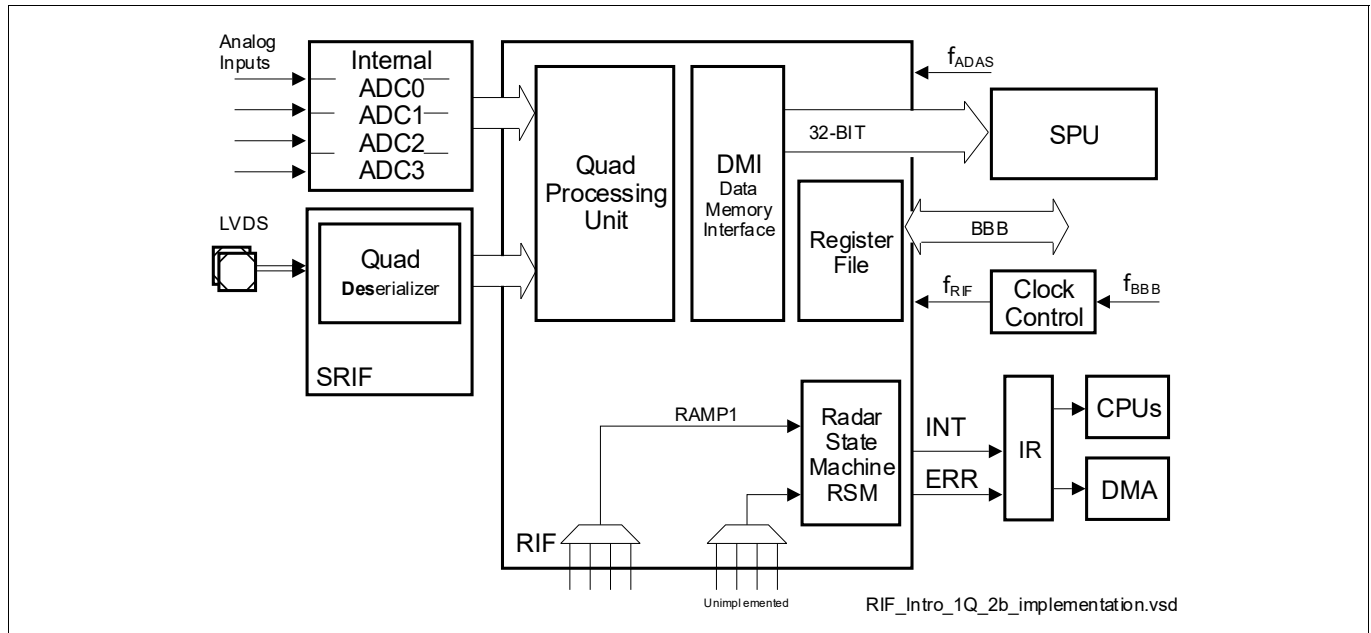 Analog
Inputs
Internal
ADC0
ADC1
ADC2
ADC3
LVDS
Quad
Deserializer
SRIF
Quad
Processing
Unit
DMI
Data
Memory
Interface
Register
File
32-BIT
fADAS
SPU
BBB
fRIF
Clock
Control
fBBB
RAMP1
Radar
State
Machine
RSM
INT
ERR
IR
CPUs
DMA
RIF
Unimplemented
RIF_Intro_1Q_2b_implementation.vsd